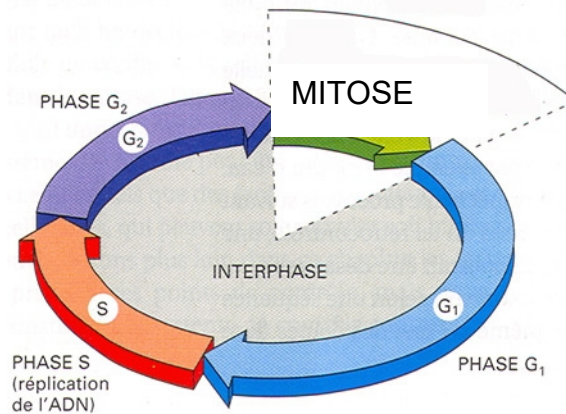 MITOSE
PHASE G₂
G₂
INTERPHASE
G₁
S
PHASE G₁
PHASE S
(réplication
de l'ADN)